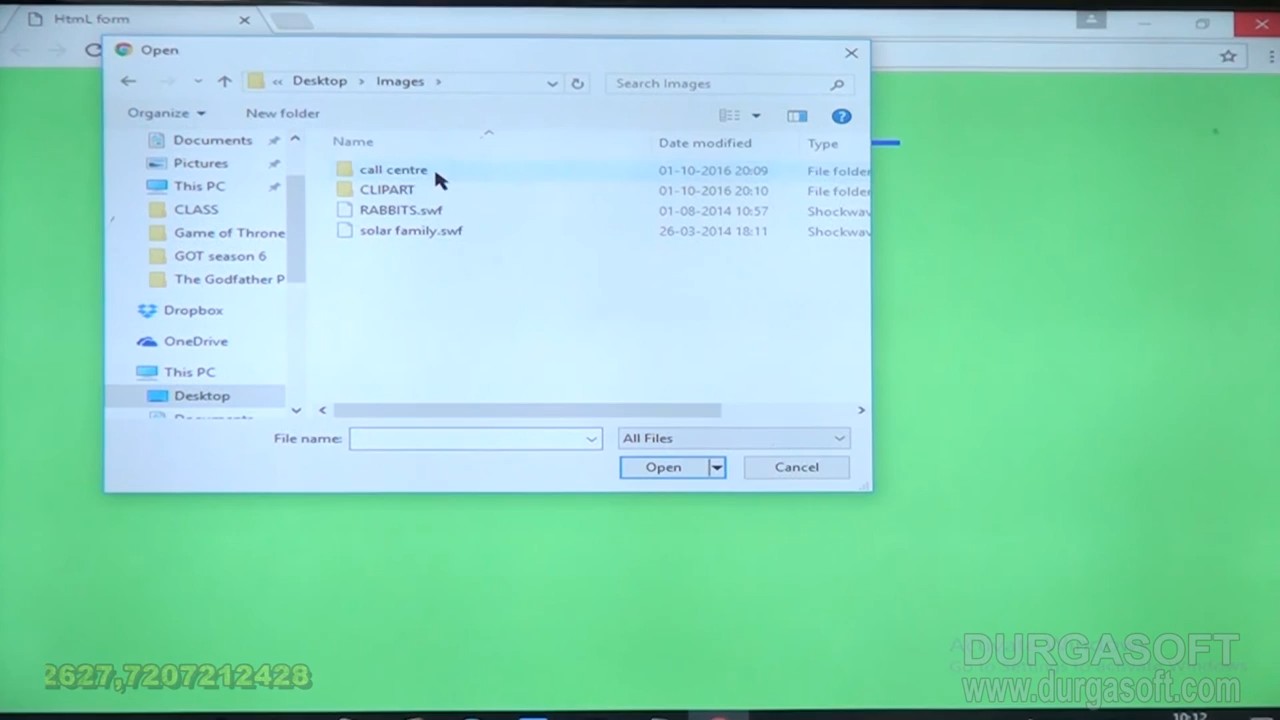 HtmL form
Open
Desktop
Images
Search Images
Organize
New folder
Name
Date modified
Type
Documents
Pictures
This PC
CLASS
Game of Throne
GOT season 6
The Godfather P
Dropbox
OneDrive
This PC
Desktop
Documents
call centre 01-10-2016 20:09 File folder
CLIPART 01-10-2016 20:10 File folder
RABBITS.swf 01-08-2014 10:57 Shockwav
solar family.swf 26-03-2014 18:11 Shockwav
File name:
All Files
Open
Cancel
2627,7207212428
DURGASOFT
www.durgasoft.com
10:12